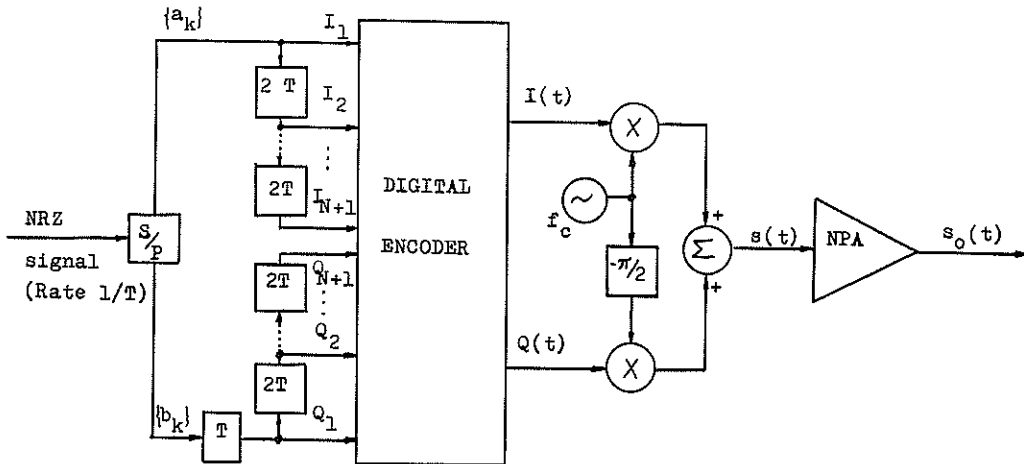 {a_k}
I_1
2 T
I_2
2T
I_N+1
NRZ
signal
(Rate 1/T)
S/P
2T
Q_N+1
Q_2
2T
{b_k}
T
Q_1
DIGITAL
ENCODER
I(t)
X
f_c
~
-π/2
Q(t)
X
+
Σ
+
s(t)
NPA
s_o(t)